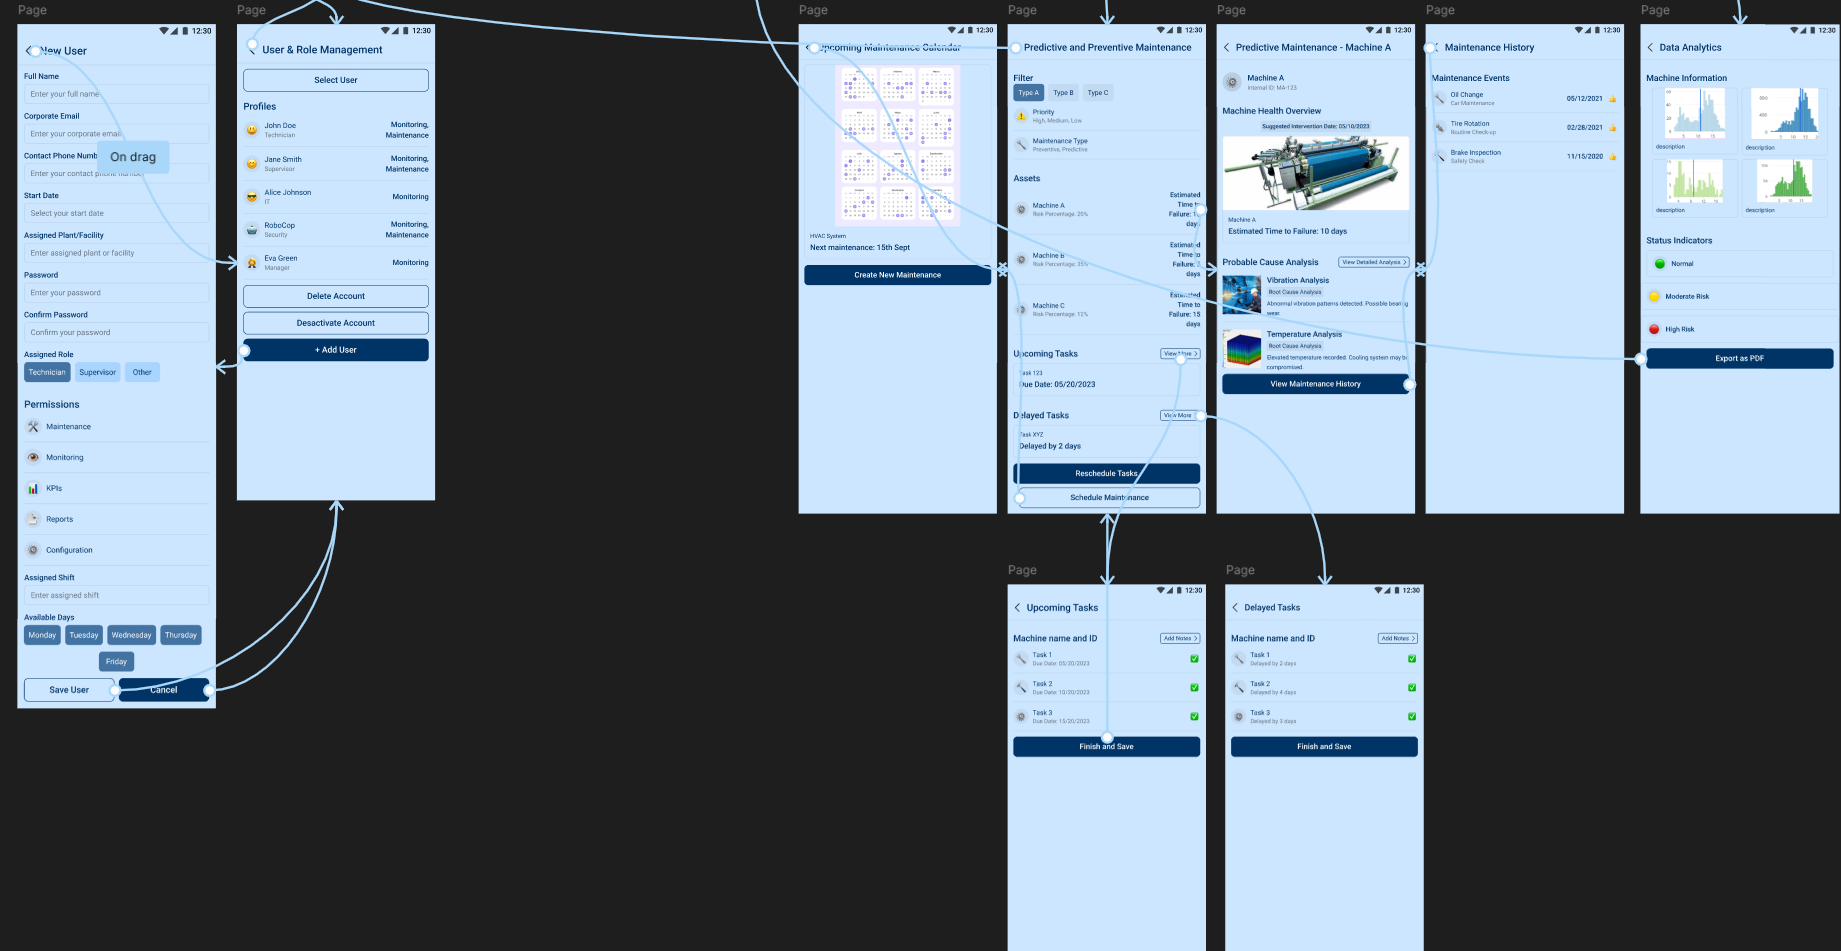 Page
12:30
New User
Full Name
Enter your full name
Corporate Email
Enter your corporate email
Contact Phone Numb
On drag
Enter your contact phone number
Start Date
Select your start date
Assigned Plant/Facility
Enter assigned plant or facility
Password
Enter your password
Confirm Password
Confirm your password
Assigned Role
Technician Supervisor Other
Permissions
Maintenance
Monitoring
KPIs
Reports
Configuration
Assigned Shift
Enter assigned shift
Available Days
Monday Tuesday Wednesday Thursday
Friday
Save User Cancel
Page
12:30
User & Role Management
Select User
Profiles
John Doe
Technician
Monitoring,
Maintenance
Jane Smith
Supervisor
Monitoring,
Maintenance
Alice Johnson
IT
Monitoring
RoboCop
Security
Monitoring,
Maintenance
Eva Green
Manager
Monitoring
Delete Account
Desactivate Account
+ Add User
Page
12:30
Upcoming Maintenance Calendar
HVAC System
Next maintenance: 15th Sept
Create New Maintenance
Page
12:30
Predictive and Preventive Maintenance
Filter
Type A Type B Type C
Priority
High, Medium, Low
Maintenance Type
Preventive, Predictive
Assets
Machine A
Risk Percentage: 20%
Estimated
Time to
Failure:
days
Machine B
Risk Percentage: 35%
Estimated
Time to
Failure:
days
Machine C
Risk Percentage: 12%
Estimated
Time to
Failure: 15
days
Upcoming Tasks
View More >
Task 123
Due Date: 05/20/2023
Delayed Tasks
View More
Task XYZ
Delayed by 2 days
Reschedule Tasks
Schedule Maintenance
Page
12:30
Predictive Maintenance - Machine A
Machine A
Internal ID: MA-123
Machine Health Overview
Suggested Intervention Date: 05/10/2023
Machine A
Estimated Time to Failure: 10 days
Probable Cause Analysis
View Detailed Analysis >
Vibration Analysis
Root Cause Analysis
Abnormal vibration patterns detected. Possible bearing
wear.
Temperature Analysis
Root Cause Analysis
Elevated temperature recorded. Cooling system may be
compromised.
View Maintenance History
Page
12:30
Maintenance History
Maintenance Events
Oil Change
Car Maintenance
05/12/2021
Tire Rotation
Routine Check-up
02/28/2021
Brake Inspection
Safely Check
11/15/2020
Page
12:30
Data Analytics
Machine Information
description
description
description
Status Indicators
Normal
Moderate Risk
High Risk
Export as PDF
Page
12:30
Upcoming Tasks
Machine name and ID
Add Notes >
Task 1
Due Date: 05/20/2023
Task 2
Due Date: 10/20/2023
Task 3
Due Date: 15/20/2023
Finish and Save
Page
12:30
Delayed Tasks
Machine name and ID
Add Notes >
Task 1
Delayed by 2 days
Task 2
Delayed by 4 days
Task 3
Delayed by 3 days
Finish and Save